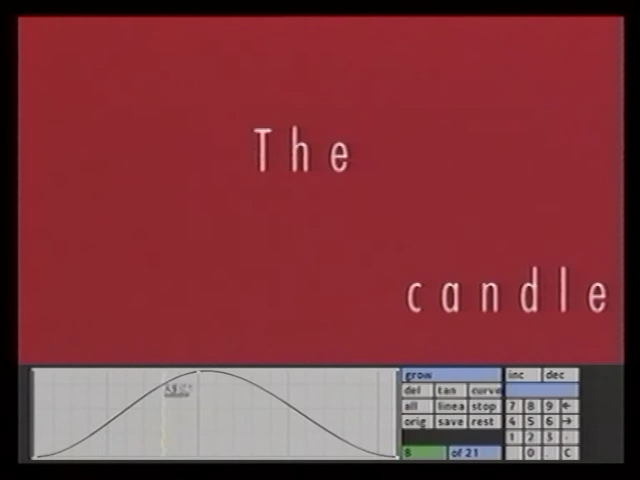 The
candle
grow
inc dec
del tan curve
all linea stop
7 8 9 ←
orig save rest
4 5 6 →
1 2 3 .
8 of 21
0 . C